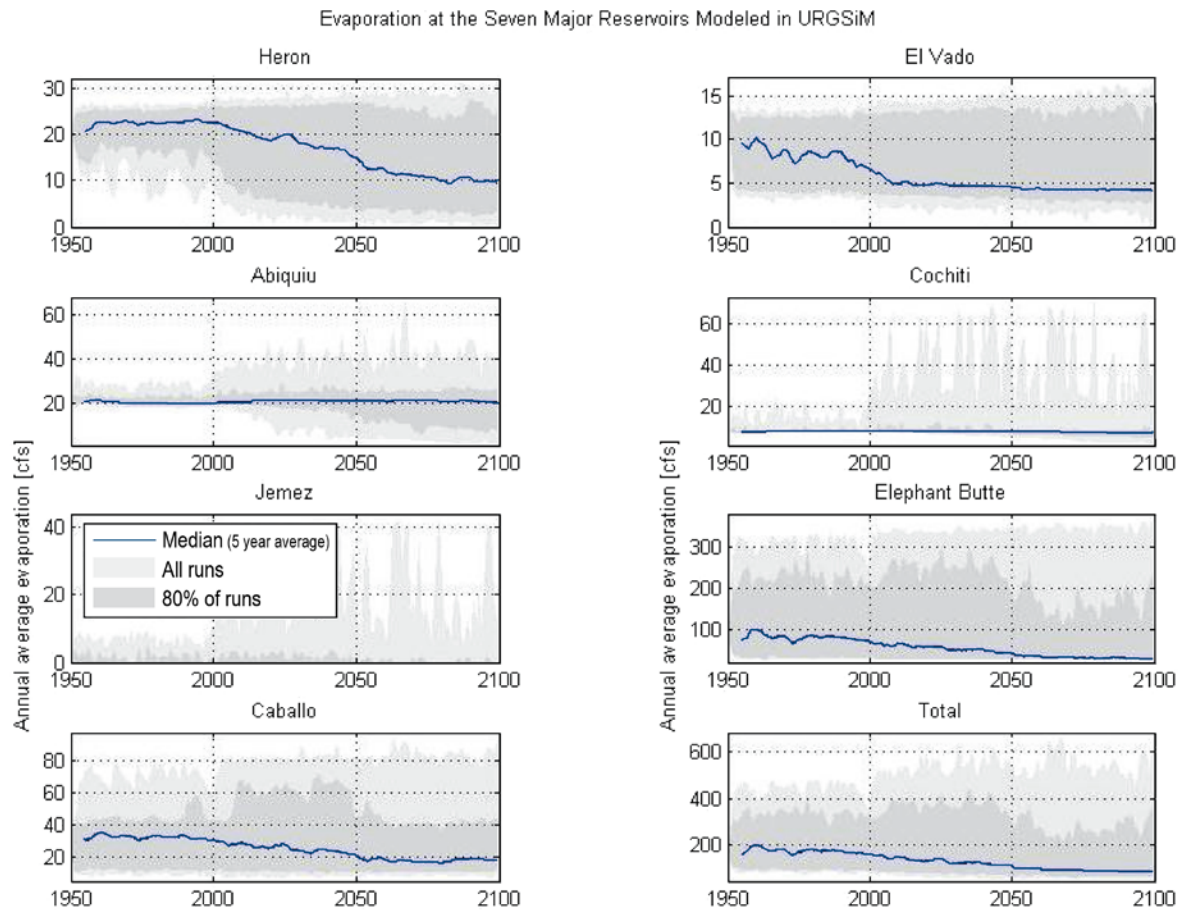 Evaporation at the Seven Major Reservoirs Modeled in URGSiM
Heron
30
20
10
0
1950 2000 2050 2100
El Vado
15
10
5
0
1950 2000 2050 2100
Abiquiu
60
40
20
1950 2000 2050 2100
Cochiti
60
40
20
1950 2000 2050 2100
Annual average evaporation [cfs]
Jemez
40
20
0
1950 2000 2050 2100
Median (5 year average)
All runs
80% of runs
Annual average evaporation [cfs]
Elephant Butte
300
200
100
1950 2000 2050 2100
Caballo
80
60
40
20
1950 2000 2050 2100
Total
600
400
200
1950 2000 2050 2100